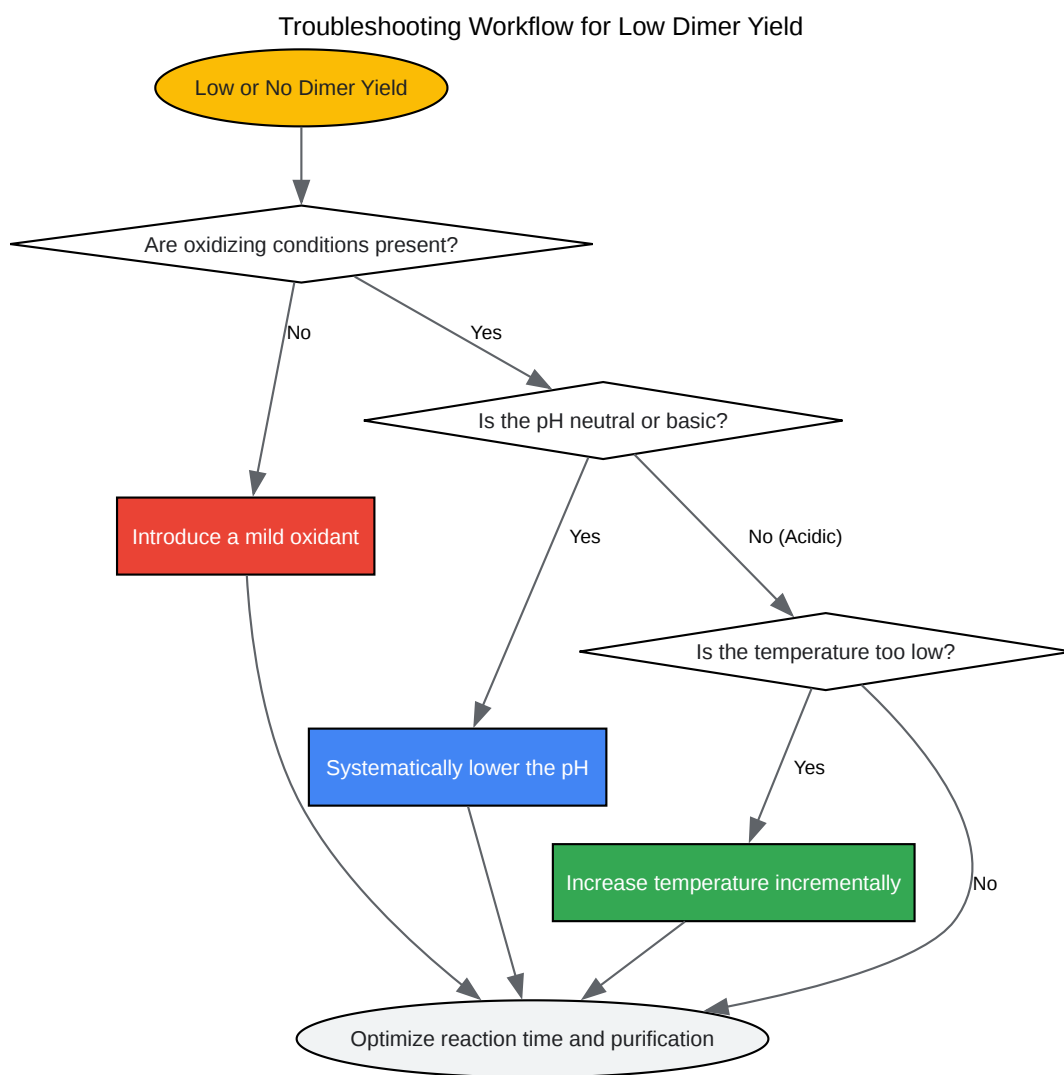 Troubleshooting Workflow for Low Dimer Yield
Low or No Dimer Yield
Are oxidizing conditions present?
No
Yes
Is the pH neutral or basic?
Introduce a mild oxidant
Yes
No (Acidic)
Is the temperature too low?
Systematically lower the pH
Yes
Increase temperature incrementally
No
Optimize reaction time and purification